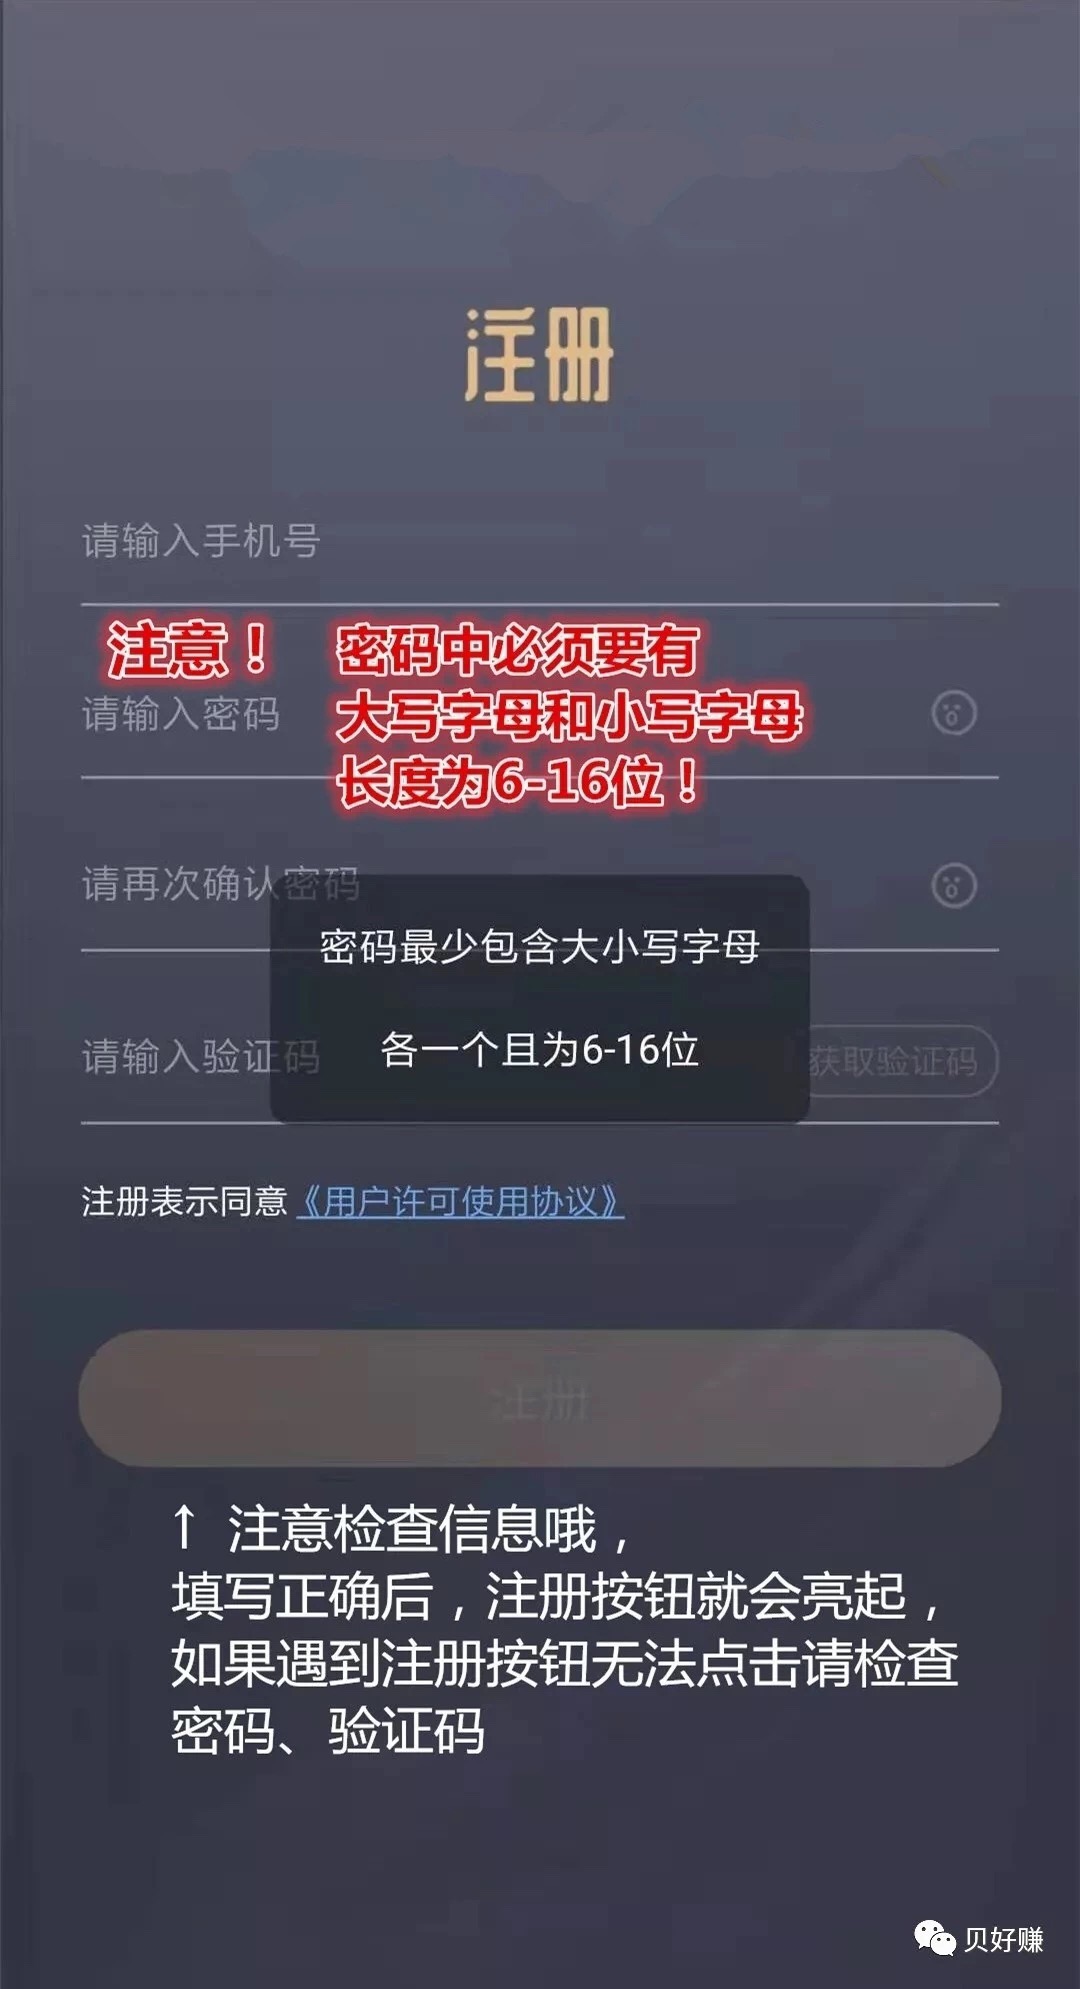 注册
请输入手机号
注意！ 密码中必须要有
大写字母和小写字母
长度为6-16位！
请输入密码
请再次确认密码
密码最少包含大小写字母
各一个且为6-16位
请输入验证码
获取验证码
注册表示同意《用户许可使用协议》
注册
↑ 注意检查信息哦，
填写正确后，注册按钮就会亮起，
如果遇到注册按钮无法点击请检查
密码、验证码
贝好赚